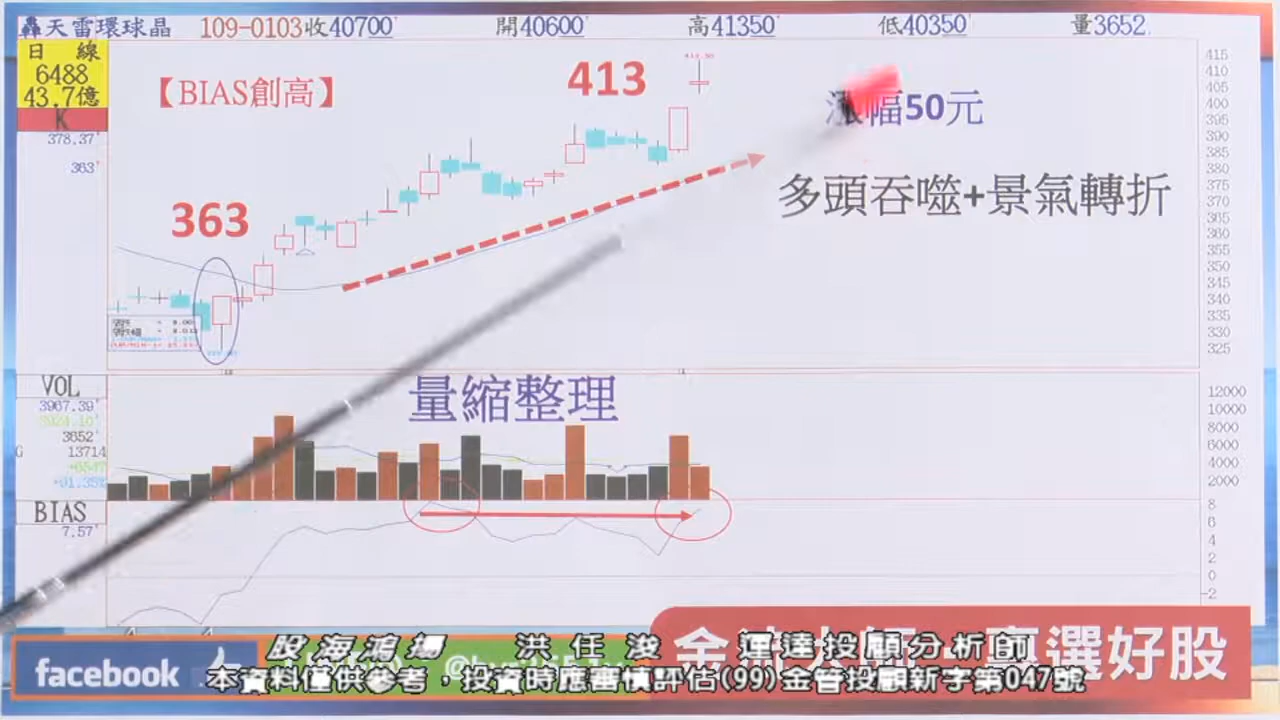 轟天雷環球晶 109-0103收40700' 開40600' 高41350' 低40350' 量3652.
日 線
6488
43.7億
K
378.37'
363'
【BIAS創高】
413
363
漲幅50元
多頭吞噬+景氣轉折
415
410
405
400
395
390
385
380
375
370
365
360
355
350
345
340
335
330
325
VOL
3967.39'
3652'
13714
量縮整理
12000
10000
8000
6000
4000
2000
BIAS
7.57'
8
6
4
2
0
-2
facebook
選好股
股海鴻揚 洪任浚 運達投顧分析師
本資料僅供參考，投資時應審慎評估(99)金管投顧新字第047號